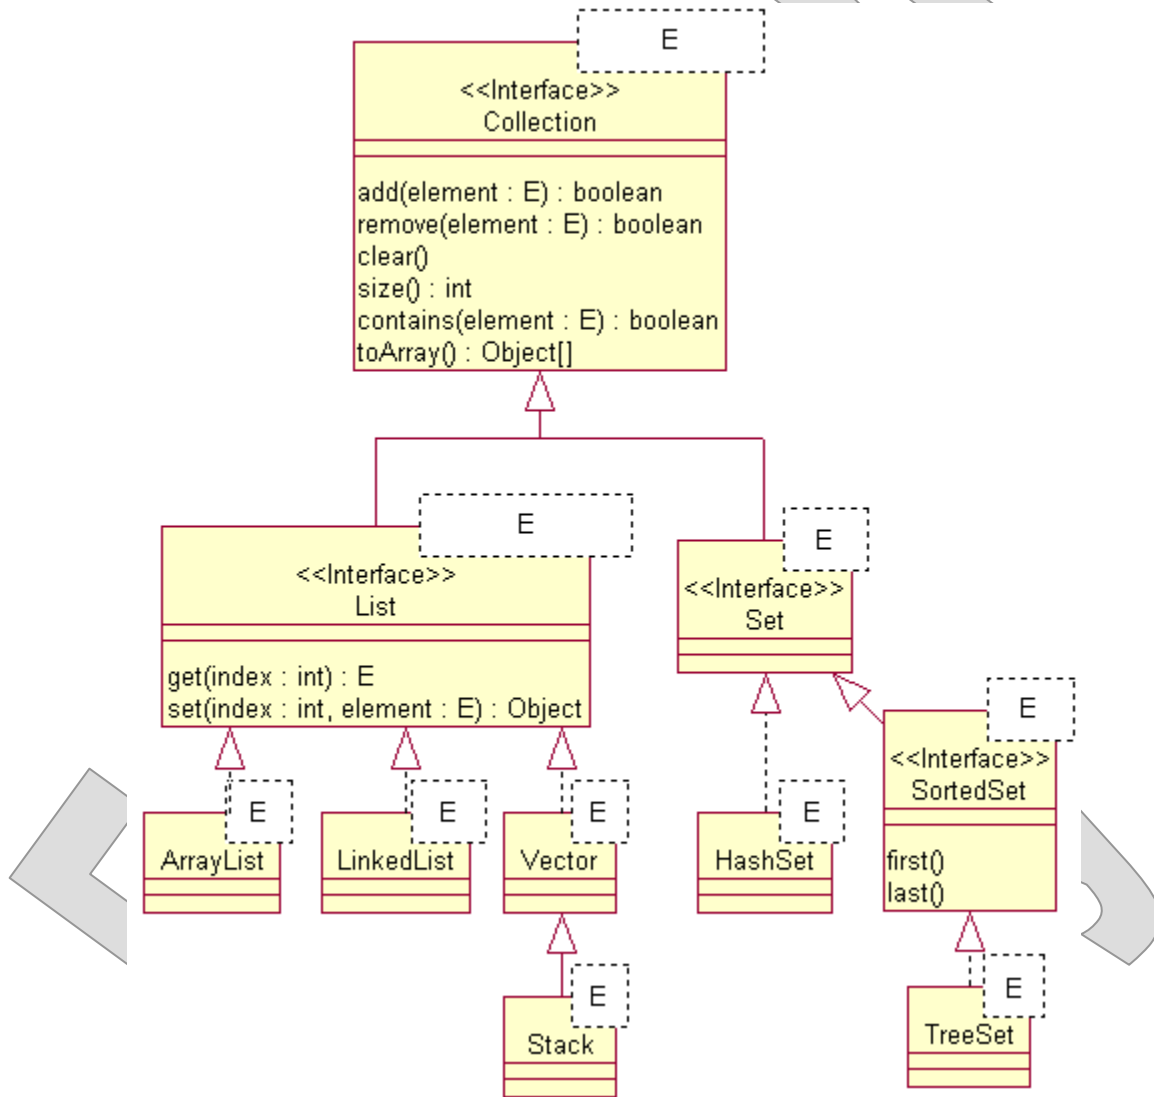 E
<<Interface>>
Collection
add(element : E) : boolean
remove(element : E) : boolean
clear()
size() : int
contains(element : E) : boolean
toArray() : Object[]
E
<<Interface>>
List
get(index : int) : E
set(index : int, element : E) : Object
E
<<Interface>>
Set
E
<<Interface>>
SortedSet
first()
last()
E
ArrayList
E
LinkedList
E
Vector
E
HashSet
E
Stack
E
TreeSet